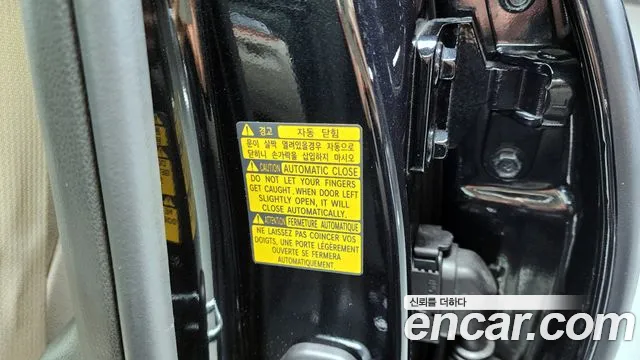 경고 자동 닫힘
문이 살짝 열려있을경우 자동으로
닫히니 손가락을 삽입하지 마시오
CAUTION AUTOMATIC CLOSE
DO NOT LET YOUR FINGERS
GET CAUGHT, WHEN DOOR LEFT
SLIGHTLY OPEN, IT WILL
CLOSE AUTOMATICALLY.
ATTENTION FERMETURE AUTOMATIQUE
NE LAISSEZ PAS COINCER VOS
DOIGTS, UNE PORTE LÉGÈREMENT
OUVERTE SE FERMERA
AUTOMATIQUEMENT.
신뢰를 더하다
encar.com